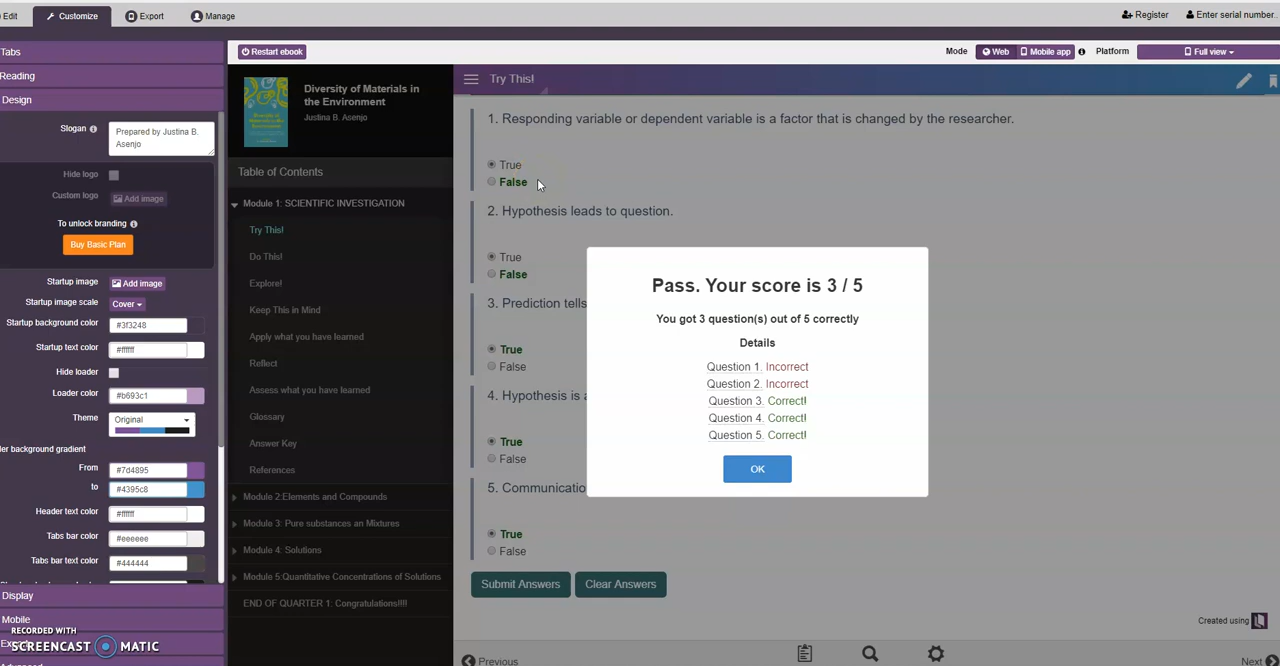 Edit
Customize
Export
Manage
Register
Enter serial number..
Tabs
Reading
Design
Slogan
Prepared by Justina B.
Asenjo
Hide logo
Custom logo
Add image
To unlock branding
Buy Basic Plan
Startup image
Add image
Startup image scale
Cover
Startup background color
#3f3248
Startup text color
#ffffff
Hide loader
Loader color
#b693c1
Theme
Original
der background gradient
From
#7d4895
to
#4395c8
Header text color
#ffffff
Tabs bar color
#eeeeee
Tabs bar text color
#444444
Display
Mobile
RECORDED WITH
SCREENCAST MATIC
Restart ebook
Mode
Web
Mobile app
Platform
Full view
Diversity of Materials in
the Environment
Justina B. Asenjo
Table of Contents
Module 1: SCIENTIFIC INVESTIGATION
Try This!
Do This!
Explore!
Keep This in Mind
Apply what you have learned
Reflect
Assess what you have learned
Glossary
Answer Key
References
Module 2:Elements and Compounds
Module 3: Pure substances an Mixtures
Module 4: Solutions
Module 5:Quantitative Concentrations of Solutions
END OF QUARTER 1: Congratulations!!!!
Try This!
1. Responding variable or dependent variable is a factor that is changed by the researcher.
True
False
2. Hypothesis leads to question.
True
False
3. Prediction tells
True
False
4. Hypothesis is a
True
False
5. Communicatio
True
False
Submit Answers
Clear Answers
Pass. Your score is 3 / 5
You got 3 question(s) out of 5 correctly
Details
Question 1. Incorrect
Question 2. Incorrect
Question 3. Correct!
Question 4. Correct!
Question 5. Correct!
OK
Created using
Previous
Next